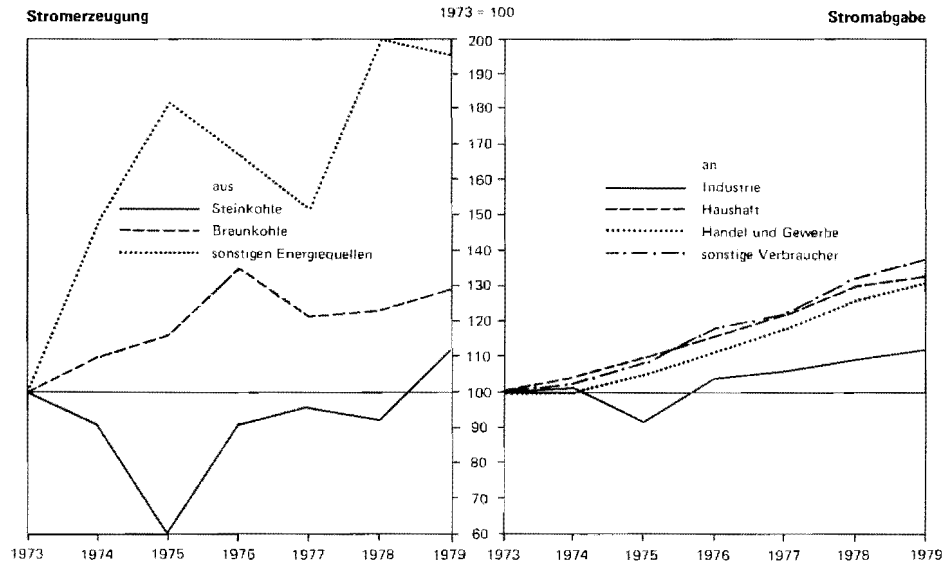 1973 = 100
Stromerzeugung
Stromabgabe
200
190
180
170
160
150
140
130
120
110
100
90
80
70
60
aus
Steinkohle
Breunkohle
sonstigen Energiequellen
an
Industrie
Haushaft
Handel und Gewerbe
sonstige Verbraucher
1973 1974 1975 1976 1977 1978 1979
1973 1974 1975 1976 1977 1978 1979